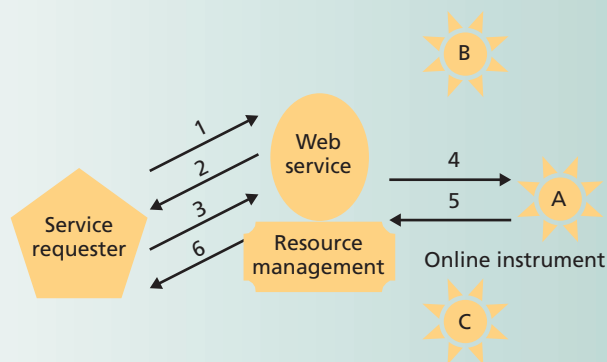 B
1
2
3
6
Web
service
4
5
A
Service
requester
Resource
management
Online instrument
C